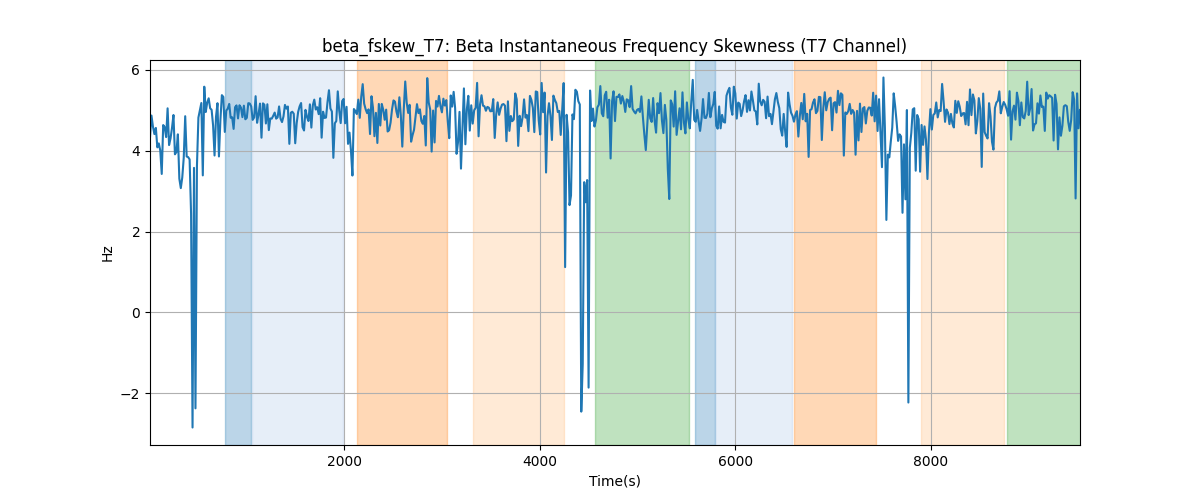 beta_fskew_T7: Beta Instantaneous Frequency Skewness (T7 Channel)
6
4
2
0
−2
Hz
2000 4000 6000 8000
Time(s)